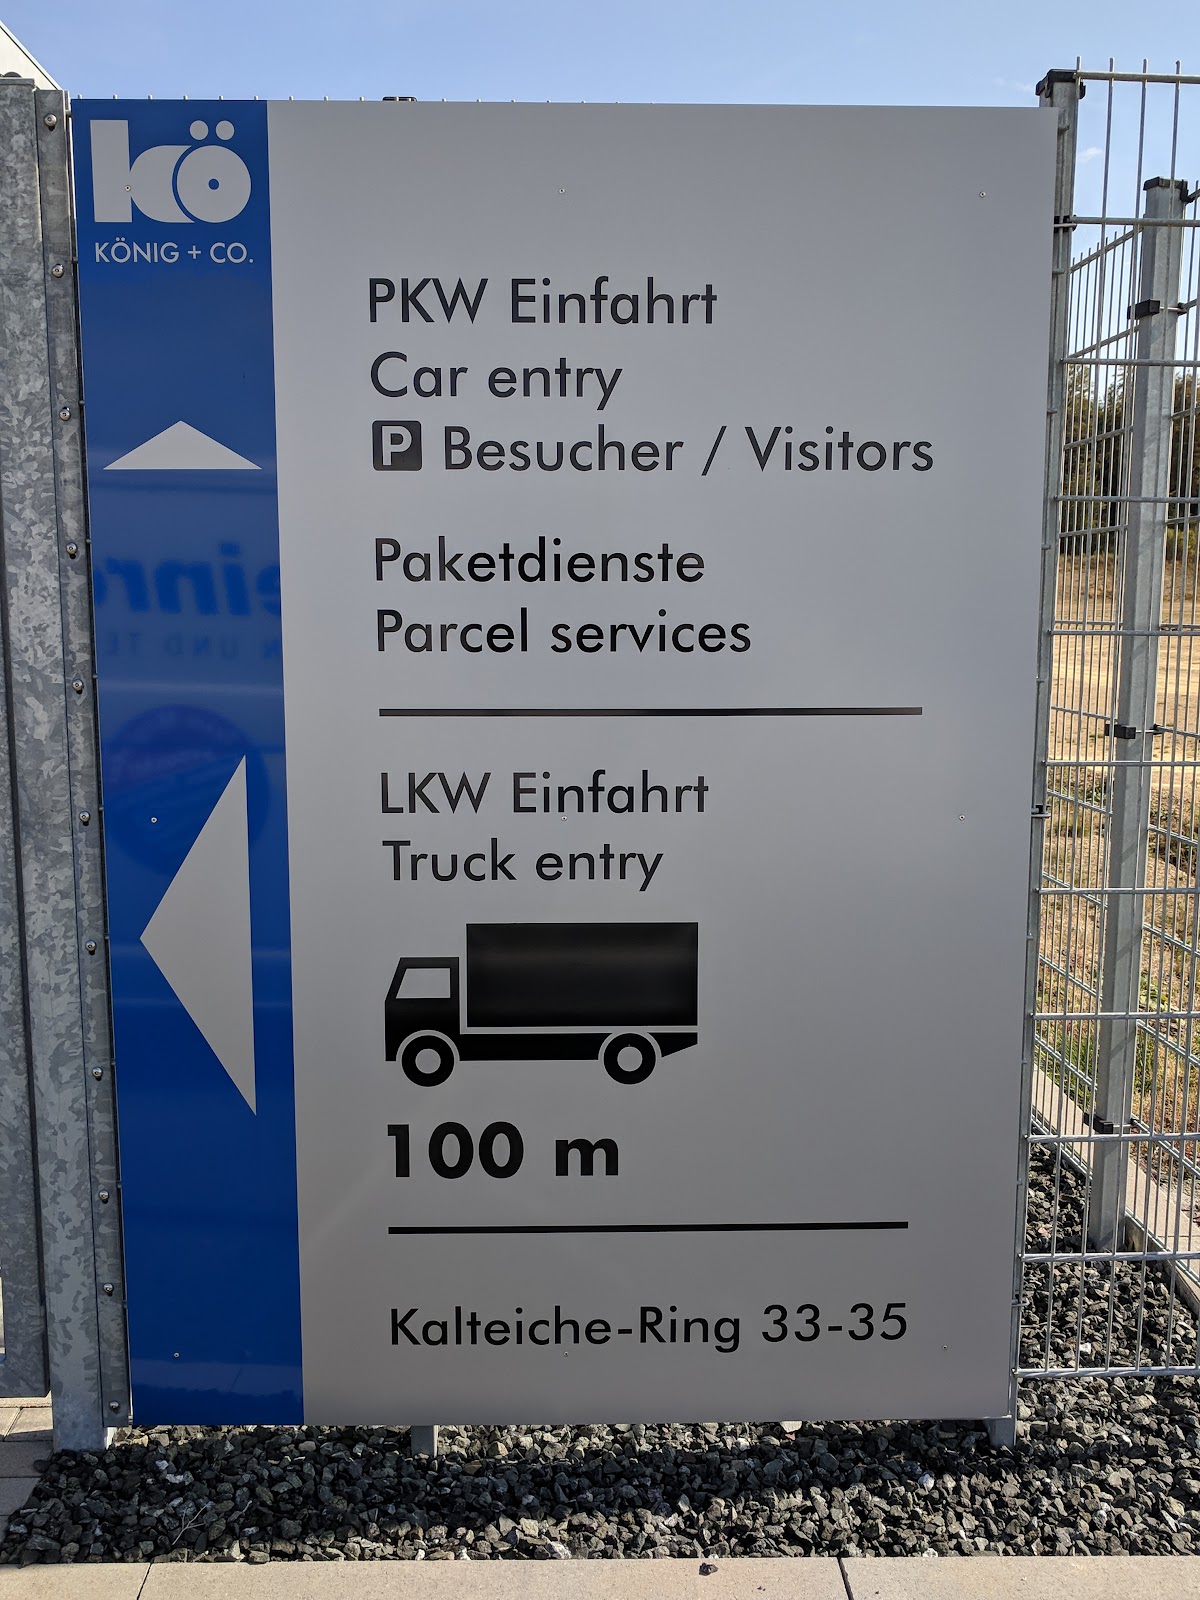 KÖ
KÖNIG + CO.
PKW Einfahrt
Car entry
P Besucher / Visitors
Paketdienste
Parcel services
LKW Einfahrt
Truck entry
100 m
Kalteiche-Ring 33-35